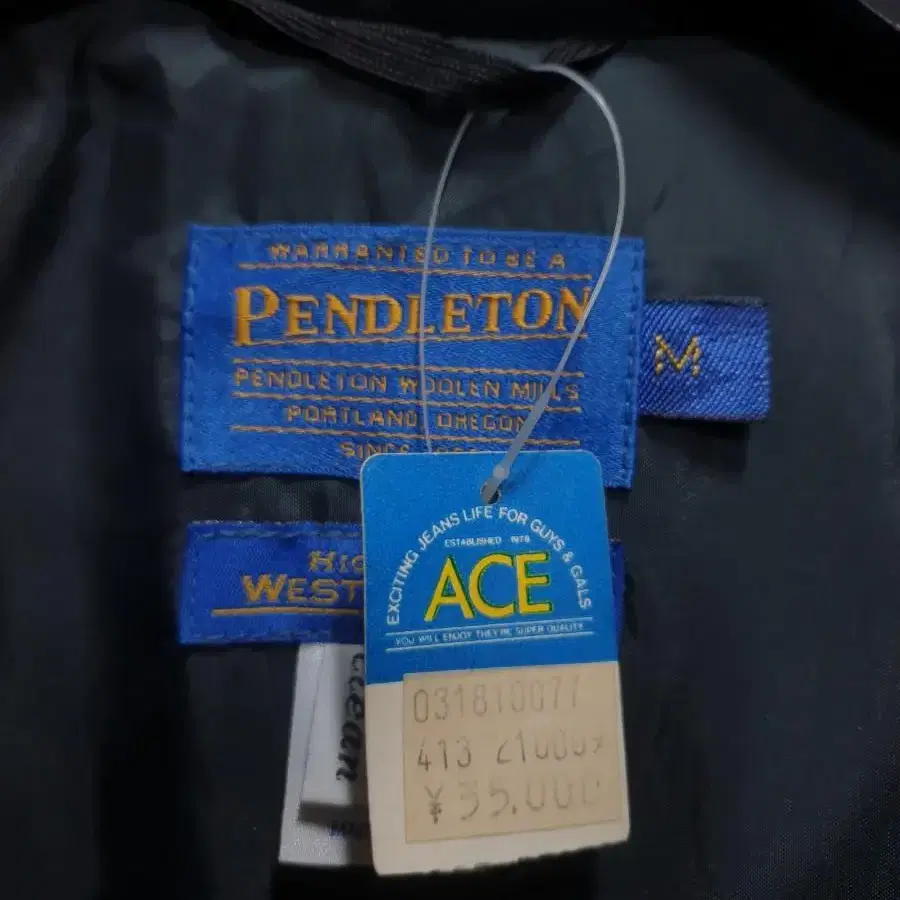 WARRANTED TO BE A
PENDLETON
M
PENDLETON WOOLEN MILLS
PORTLAND, OREGON
SINCE
WEST
EXCITING JEANS LIFE FOR GUYS & GALS
ESTABLISHED 1978
ACE
YOU WILL ENJOY THEY'RE SUPER QUALITY
031810077
413
¥35.000